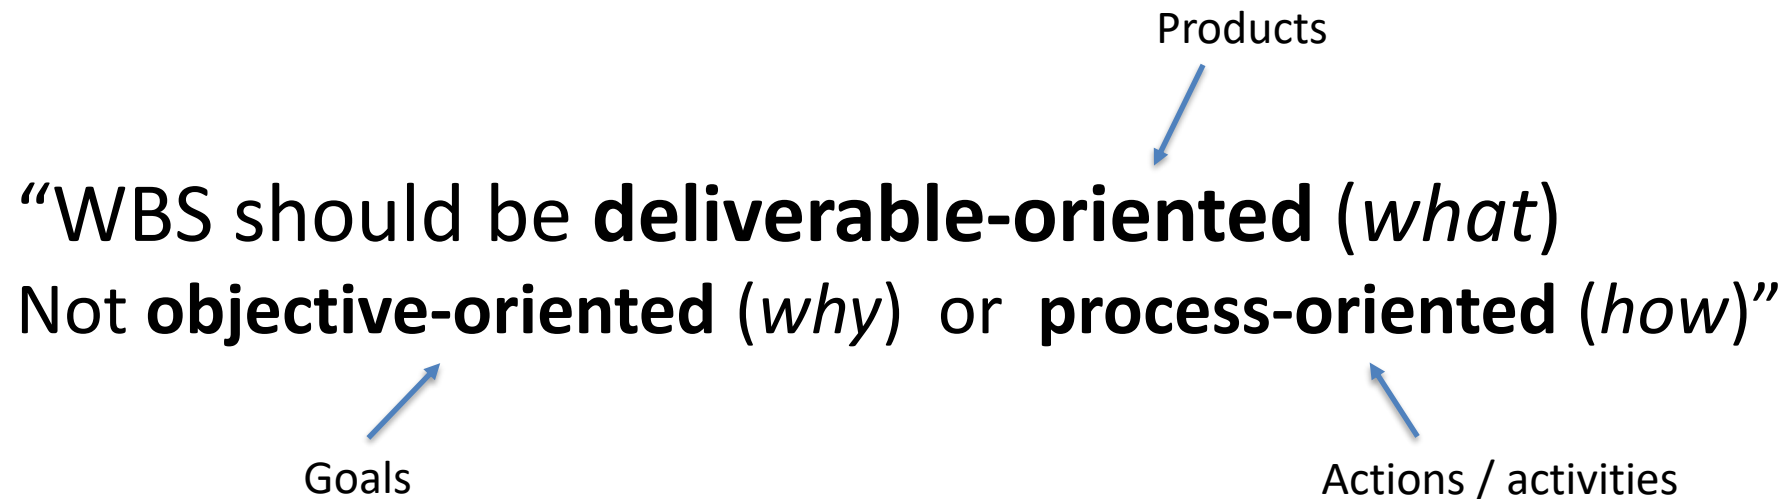 Products
“WBS should be deliverable-oriented (what)
Not objective-oriented (why) or process-oriented (how)”
Goals
Actions / activities